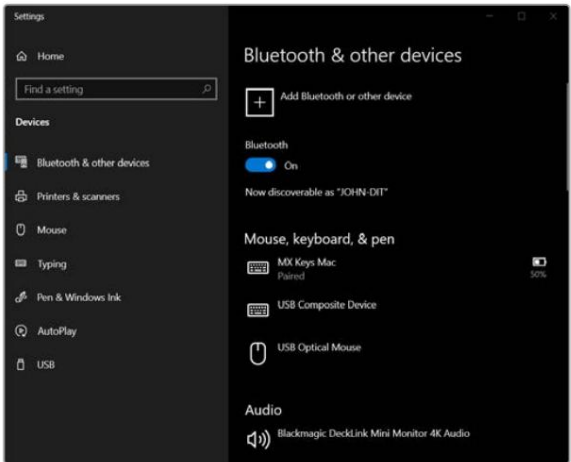 Settings
Home
Find a setting
Devices
Bluetooth & other devices
Printers & scanners
Mouse
Typing
Pen & Windows Ink
AutoPlay
USB
Bluetooth & other devices
Add Bluetooth or other device
Bluetooth
On
Now discoverable as "JOHN-DIT"
Mouse, keyboard, & pen
MX Keys Mac
Paired
50%
USB Composite Device
USB Optical Mouse
Audio
Blackmagic DeckLink Mini Monitor 4K Audio